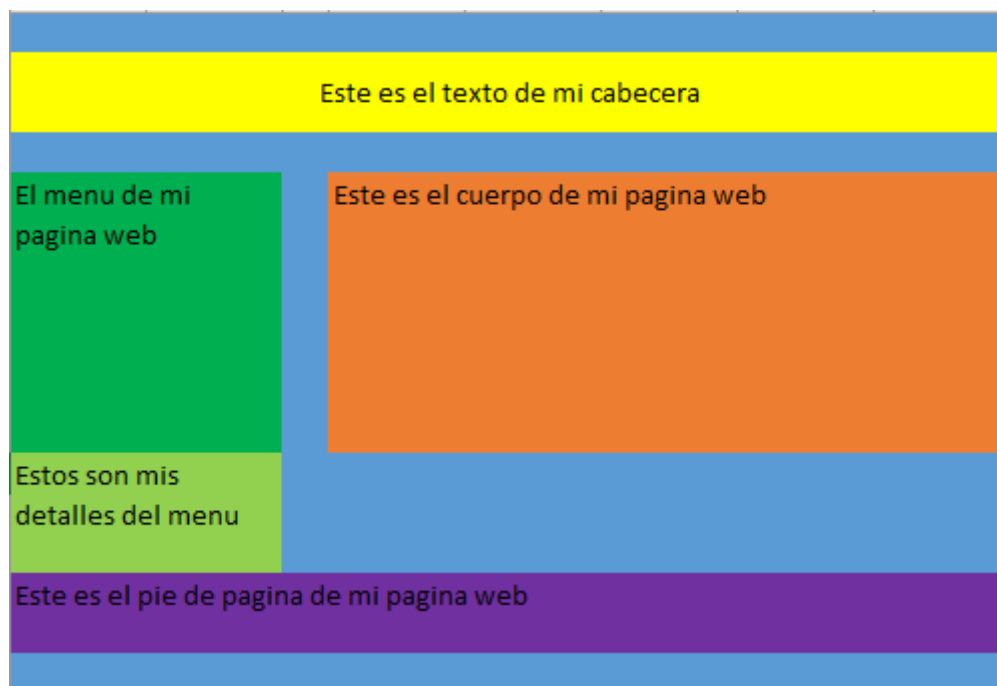 Este es el texto de mi cabecera
El menu de mi
pagina web
Este es el cuerpo de mi pagina web
Estos son mis
detalles del menu
Este es el pie de pagina de mi pagina web